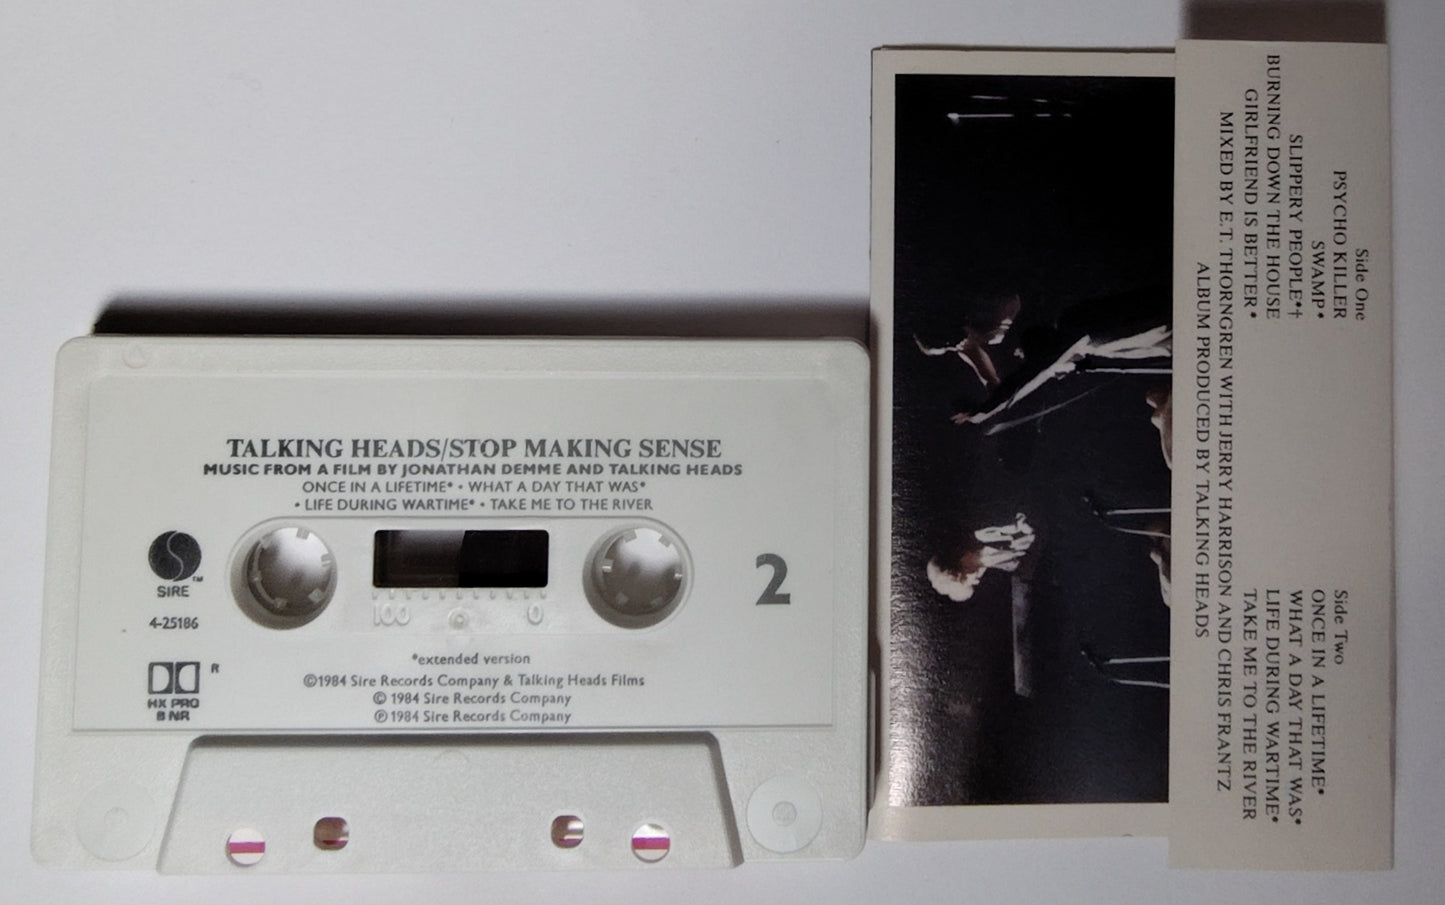 TALKING HEADS/STOP MAKING SENSE
MUSIC FROM A FILM BY JONATHAN DEMME AND TALKING HEADS
ONCE IN A LIFETIME* • WHAT A DAY THAT WAS*
• LIFE DURING WARTIME* • TAKE ME TO THE RIVER
SIRE™
4-25186
2
100 0
R
HX PRO
B NR
*extended version
©1984 Sire Records Company & Talking Heads Films
© 1984 Sire Records Company
℗ 1984 Sire Records Company
Side One
PSYCHO KILLER
SWAMP*
SLIPPERY PEOPLE*†
BURNING DOWN THE HOUSE
GIRLFRIEND IS BETTER*
Side Two
ONCE IN A LIFETIME*
WHAT A DAY THAT WAS*
LIFE DURING WARTIME*
TAKE ME TO THE RIVER
MIXED BY E.T. THORNGREN WITH JERRY HARRISON AND CHRIS FRANTZ
ALBUM PRODUCED BY TALKING HEADS